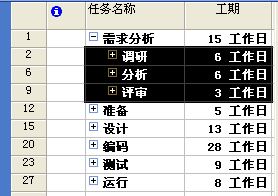 任务名称 工期
1 需求分析 15 工作日
2 调研 6 工作日
6 分析 6 工作日
9 评审 3 工作日
12 准备 5 工作日
15 设计 13 工作日
20 编码 28 工作日
23 测试 9 工作日
27 运行 8 工作日